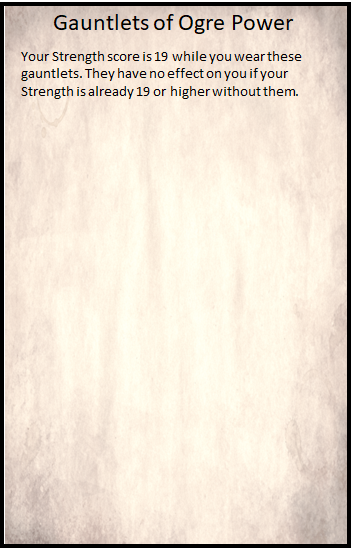 Gauntlets of Ogre Power
Your Strength score is 19 while you wear these
gauntlets. They have no effect on you if your
Strength is already 19 or higher without them.